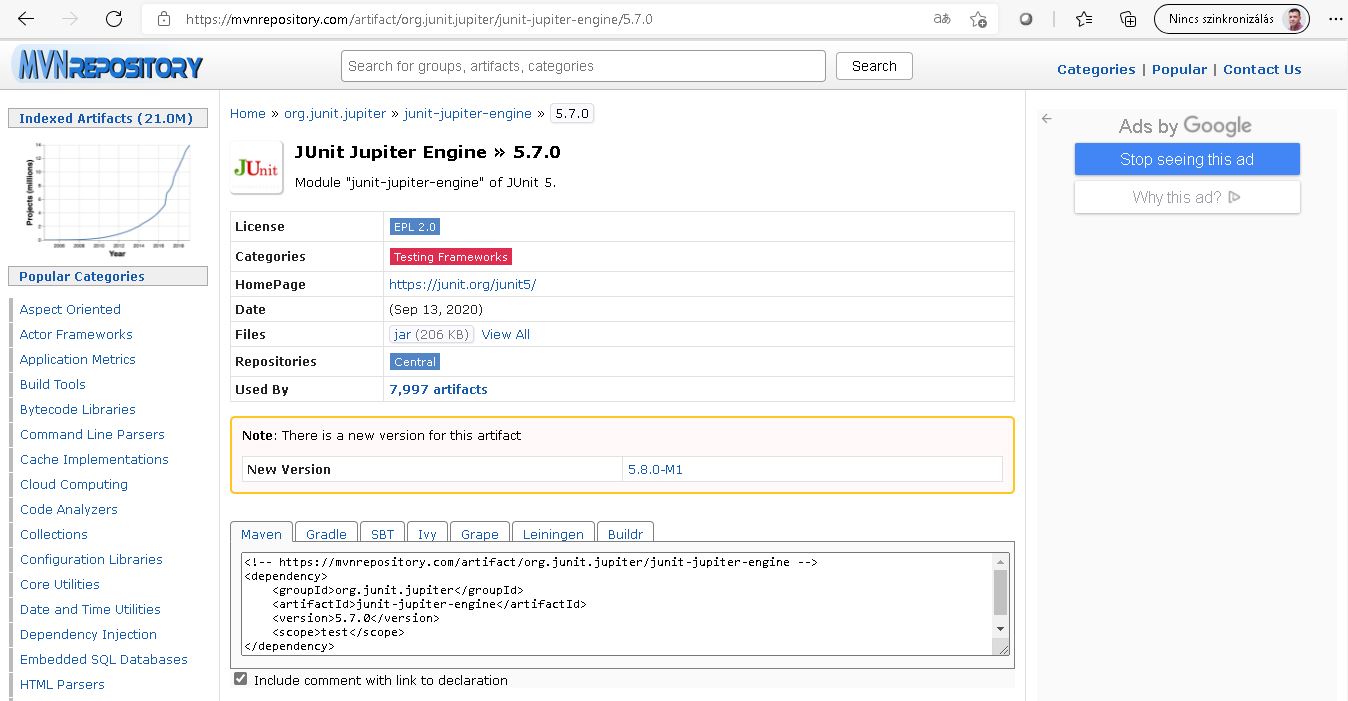 https://mvnrepository.com/artifact/org.junit.jupiter/junit-jupiter-engine/5.7.0
Nincs szinkronizálás
MVNREPOSITORY
Search for groups, artifacts, categories
Search
Categories | Popular | Contact Us
Indexed Artifacts (21.0M)
Projects (millions)
Year
Popular Categories
Aspect Oriented
Actor Frameworks
Application Metrics
Build Tools
Bytecode Libraries
Command Line Parsers
Cache Implementations
Cloud Computing
Code Analyzers
Collections
Configuration Libraries
Core Utilities
Date and Time Utilities
Dependency Injection
Embedded SQL Databases
HTML Parsers
Home » org.junit.jupiter » junit-jupiter-engine » 5.7.0
JUnit
JUnit Jupiter Engine » 5.7.0
Module "junit-jupiter-engine" of JUnit 5.
License EPL 2.0
Categories Testing Frameworks
HomePage https://junit.org/junit5/
Date (Sep 13, 2020)
Files jar (206 KB) View All
Repositories Central
Used By 7,997 artifacts
Note: There is a new version for this artifact
New Version 5.8.0-M1
Maven Gradle SBT Ivy Grape Leiningen Buildr
<!-- https://mvnrepository.com/artifact/org.junit.jupiter/junit-jupiter-engine -->
<dependency>
    <groupId>org.junit.jupiter</groupId>
    <artifactId>junit-jupiter-engine</artifactId>
    <version>5.7.0</version>
    <scope>test</scope>
</dependency>
Include comment with link to declaration
Ads by Google
Stop seeing this ad
Why this ad?